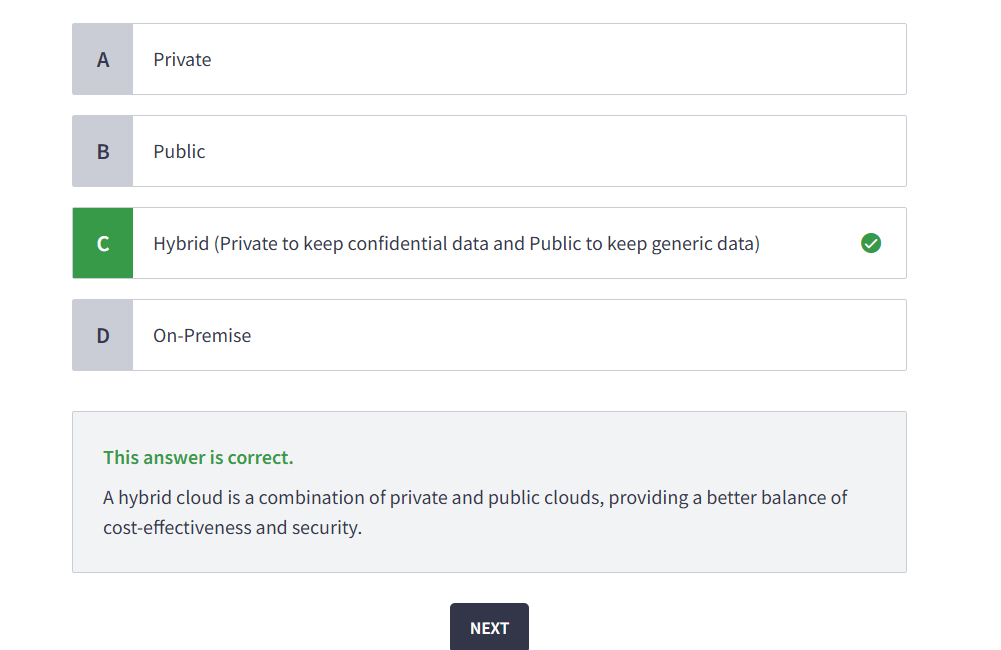 A Private
B Public
C Hybrid (Private to keep confidential data and Public to keep generic data)
D On-Premise
This answer is correct.
A hybrid cloud is a combination of private and public clouds, providing a better balance of
cost-effectiveness and security.
NEXT